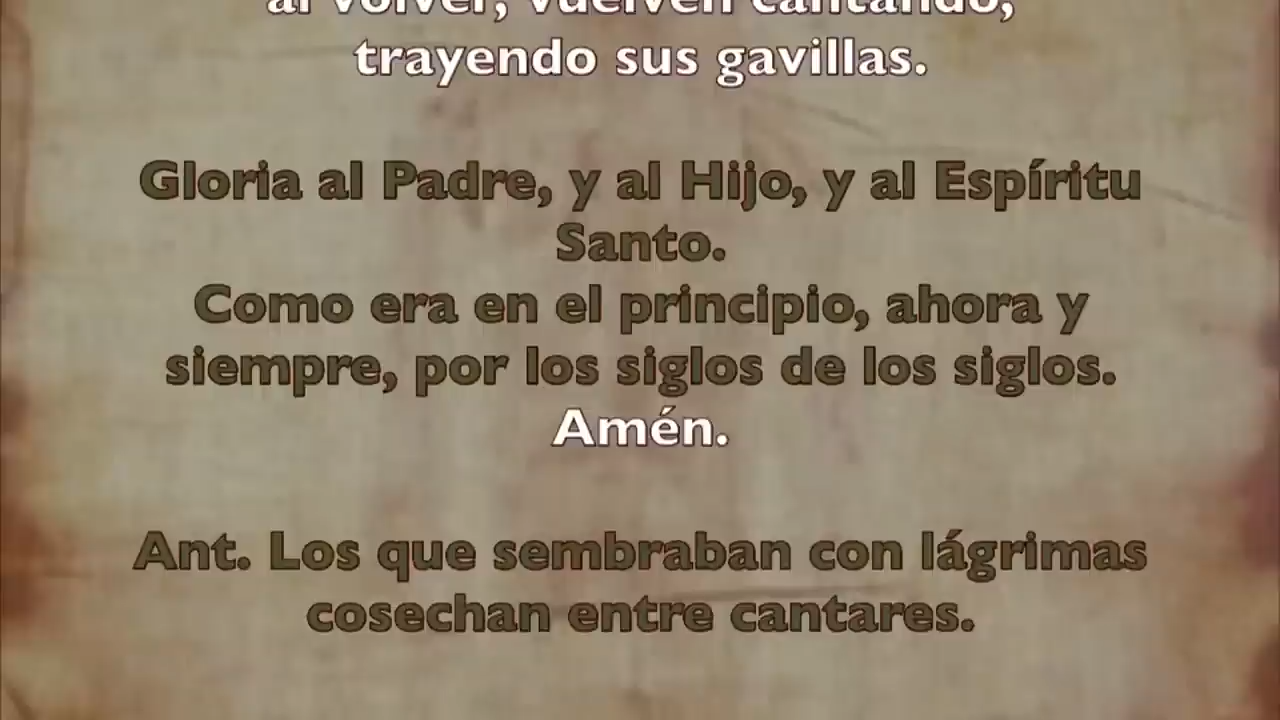 al volver, vuelven cantando,
trayendo sus gavillas.
Gloria al Padre, y al Hijo, y al Espíritu
Santo.
Como era en el principio, ahora y
siempre, por los siglos de los siglos.
Amén.
Ant. Los que sembraban con lágrimas
cosechan entre cantares.